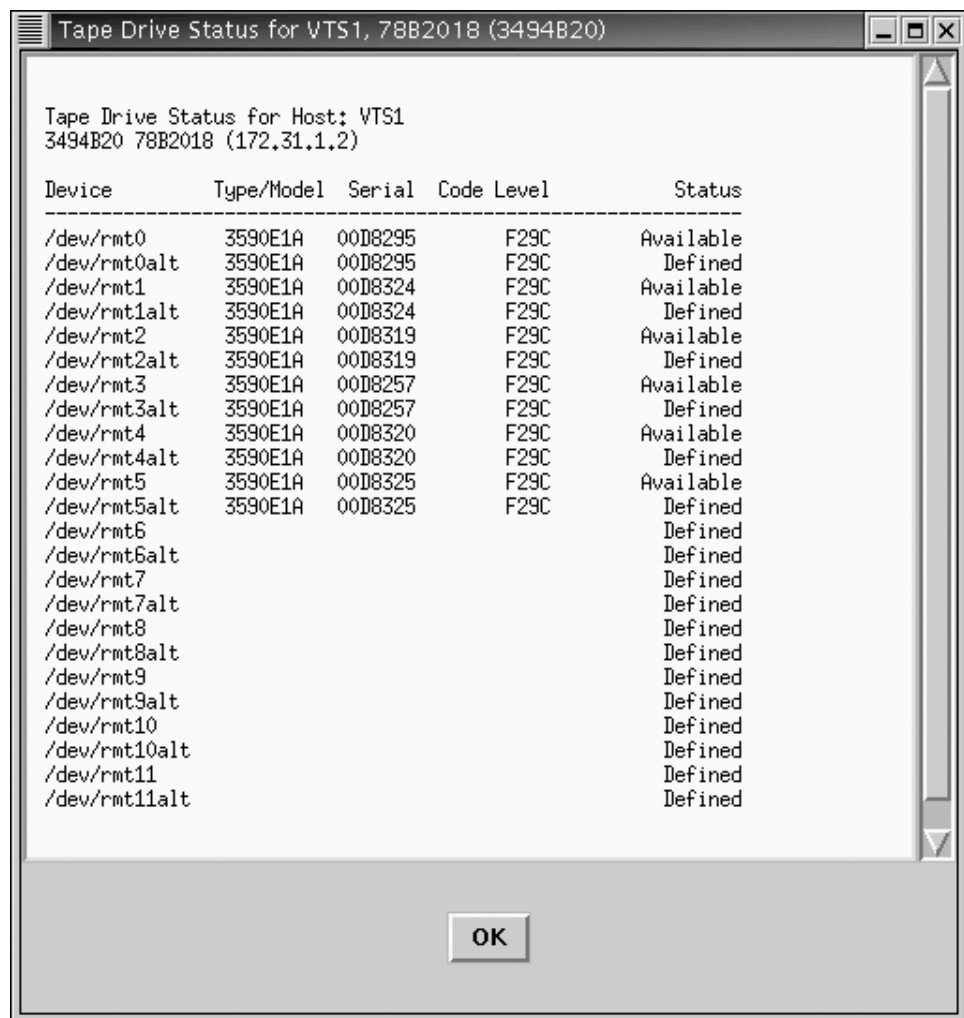 Tape Drive Status for VTS1, 78B2018 (3494B20)
Tape Drive Status for Host: VTS1
3494B20 78B2018 (172.31.1.2)
Device Type/Model Serial Code Level Status
--------------------------------------------------------------
/dev/rmt0 3590E1A 00D8295 F29C Available
/dev/rmt0alt 3590E1A 00D8295 F29C Defined
/dev/rmt1 3590E1A 00D8324 F29C Available
/dev/rmt1alt 3590E1A 00D8324 F29C Defined
/dev/rmt2 3590E1A 00D8319 F29C Available
/dev/rmt2alt 3590E1A 00D8319 F29C Defined
/dev/rmt3 3590E1A 00D8257 F29C Available
/dev/rmt3alt 3590E1A 00D8257 F29C Defined
/dev/rmt4 3590E1A 00D8320 F29C Available
/dev/rmt4alt 3590E1A 00D8320 F29C Defined
/dev/rmt5 3590E1A 00D8325 F29C Available
/dev/rmt5alt 3590E1A 00D8325 F29C Defined
/dev/rmt6 Defined
/dev/rmt6alt Defined
/dev/rmt7 Defined
/dev/rmt7alt Defined
/dev/rmt8 Defined
/dev/rmt8alt Defined
/dev/rmt9 Defined
/dev/rmt9alt Defined
/dev/rmt10 Defined
/dev/rmt10alt Defined
/dev/rmt11 Defined
/dev/rmt11alt Defined
OK